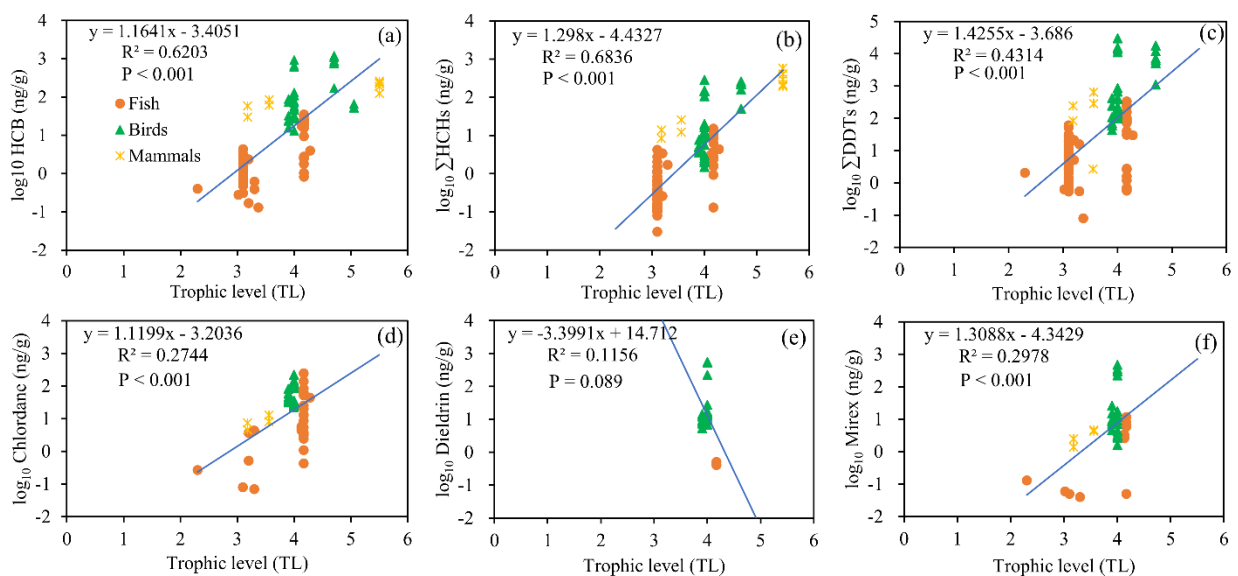 y = 1.1641x - 3.4051
R² = 0.6203
P < 0.001
(a)
Fish
Birds
Mammals
log10 HCB (ng/g)
4
3
2
1
0
-1
-2
0 1 2 3 4 5 6
Trophic level (TL)
y = 1.298x - 4.4327
R² = 0.6836
P < 0.001
(b)
log₁₀ ∑HCHs (ng/g)
4
3
2
1
0
-1
-2
0 1 2 3 4 5 6
Trophic level (TL)
y = 1.4255x - 3.686
R² = 0.4314
P < 0.001
(c)
log₁₀ ∑DDTs (ng/g)
5
4
3
2
1
0
-1
-2
0 1 2 3 4 5 6
Trophic level (TL)
y = 1.1199x - 3.2036
R² = 0.2744
P < 0.001
(d)
log₁₀ Chlordane (ng/g)
4
3
2
1
0
-1
-2
0 1 2 3 4 5 6
Trophic level (TL)
y = -3.3991x + 14.712
R² = 0.1156
P = 0.089
(e)
log₁₀ Dieldrin (ng/g)
4
3
2
1
0
-1
-2
0 1 2 3 4 5 6
Trophic level (TL)
y = 1.3088x - 4.3429
R² = 0.2978
P < 0.001
(f)
log₁₀ Mirex (ng/g)
4
3
2
1
0
-1
-2
0 1 2 3 4 5 6
Trophic level (TL)